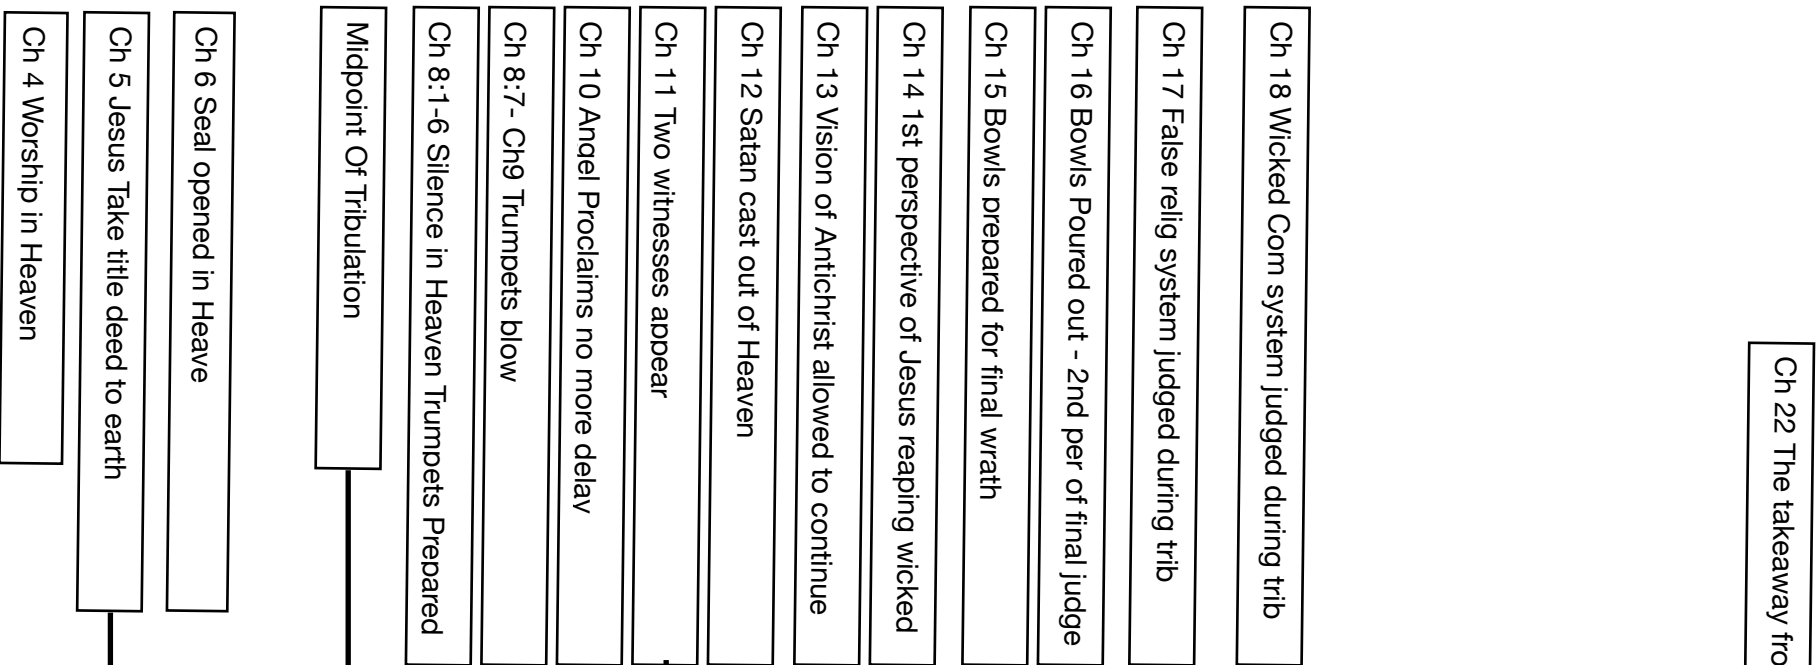 Ch 4 Worship in Heaven
Ch 5 Jesus Take title deed to earth
Ch 6 Seal opened in Heave
Midpoint Of Tribulation
Ch 8:1-6 Silence in Heaven Trumpets Prepared
Ch 8:7- Ch9 Trumpets blow
Ch 10 Angel Proclaims no more delay
Ch 11 Two witnesses appear
Ch 12 Satan cast out of Heaven
Ch 13 Vision of Antichrist allowed to continue
Ch 14 1st perspective of Jesus reaping wicked
Ch 15 Bowls prepared for final wrath
Ch 16 Bowls Poured out - 2nd per of final judge
Ch 17 False relig system judged during trib
Ch 18 Wicked Com system judged during trib
Ch 22 The takeaway fro